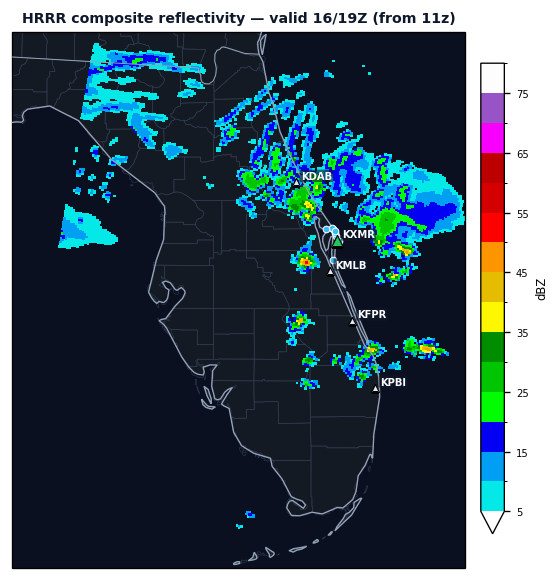 HRRR composite reflectivity — valid 16/19Z (from 11z)
KDAB
KXMR
KMLB
KFPR
KPBI
75
65
55
45
35
25
15
5
dBZ